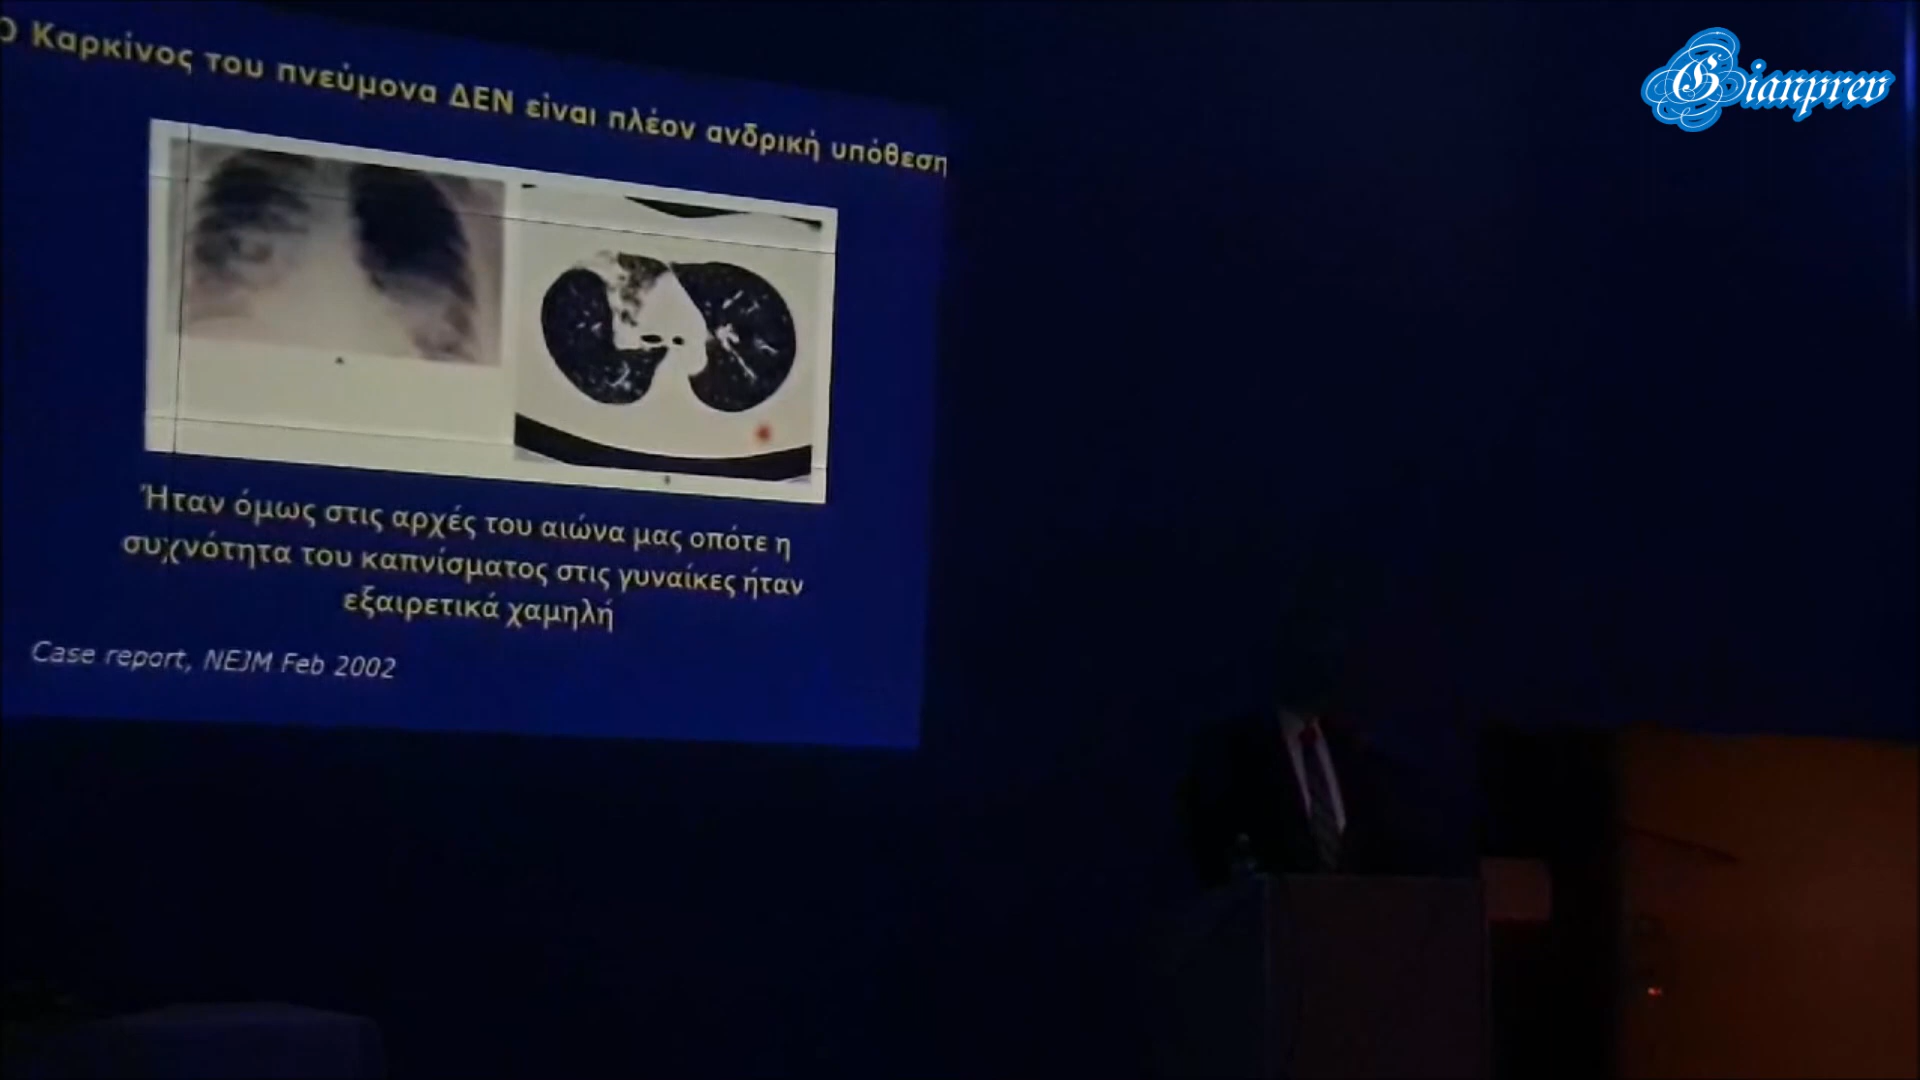 Ο Καρκίνος του πνεύμονα ΔΕΝ είναι πλέον ανδρική υπόθεση
Ήταν όμως στις αρχές του αιώνα μας οπότε η
συχνότητα του καπνίσματος στις γυναίκες ήταν
εξαιρετικά χαμηλή
Case report, NEJM Feb 2002
Gianprev